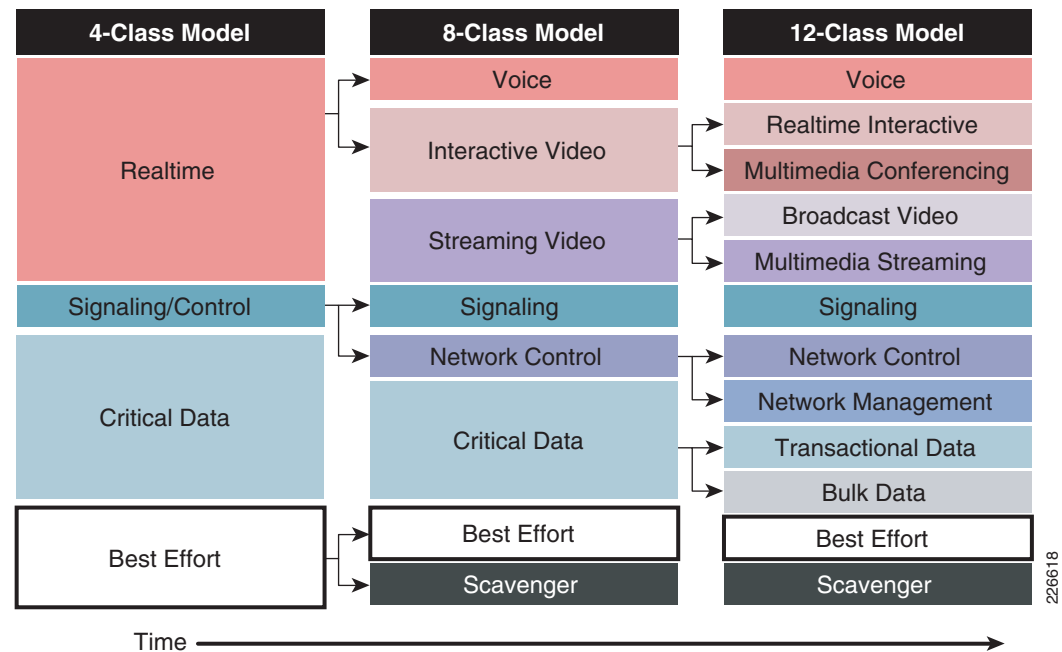 4-Class Model
Realtime
Signaling/Control
Critical Data
Best Effort
8-Class Model
Voice
Interactive Video
Streaming Video
Signaling
Network Control
Critical Data
Best Effort
Scavenger
12-Class Model
Voice
Realtime Interactive
Multimedia Conferencing
Broadcast Video
Multimedia Streaming
Signaling
Network Control
Network Management
Transactional Data
Bulk Data
Best Effort
Scavenger
226618
Time